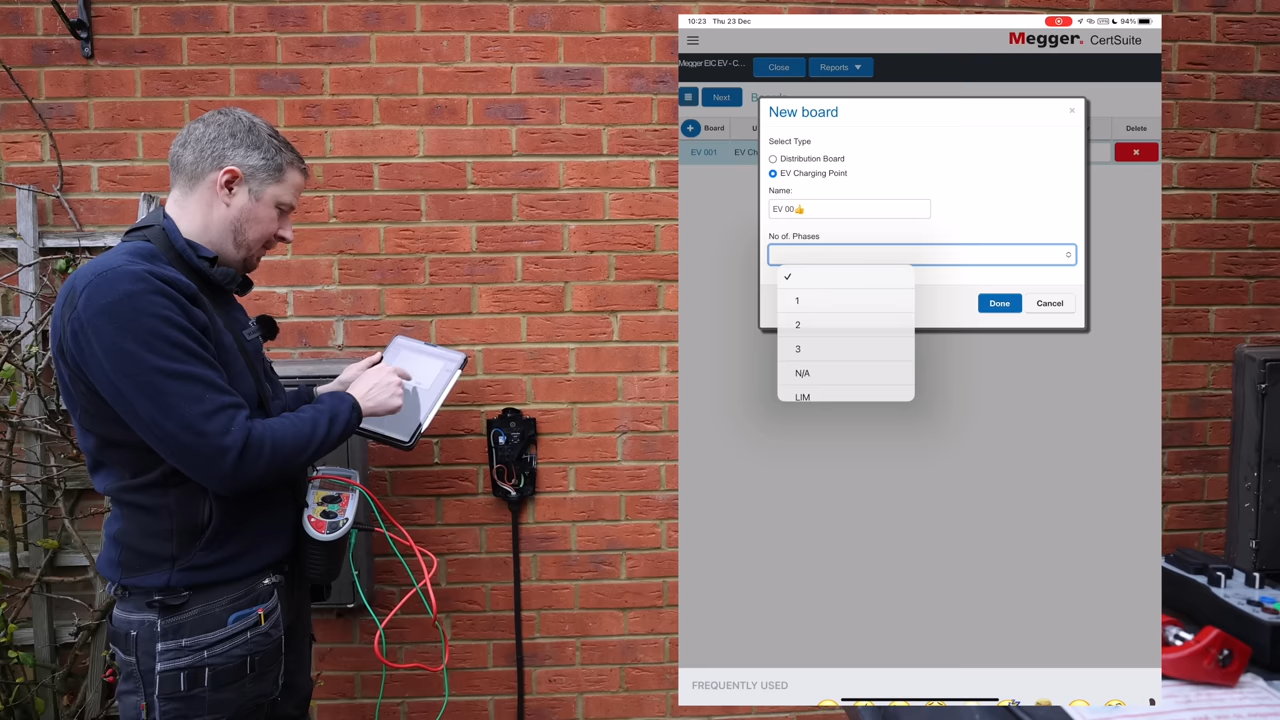 10:23 Thu 23 Dec
VPN 94%
Megger. CertSuite
Megger EIC EV - C... Close Reports
Next
New board ×
Board
Delete
Select Type
Distribution Board
EV Charging Point
EV 001 EV Ch
Name:
EV 00👍
No of. Phases
✓
1
Done Cancel
2
3
N/A
LIM
FREQUENTLY USED